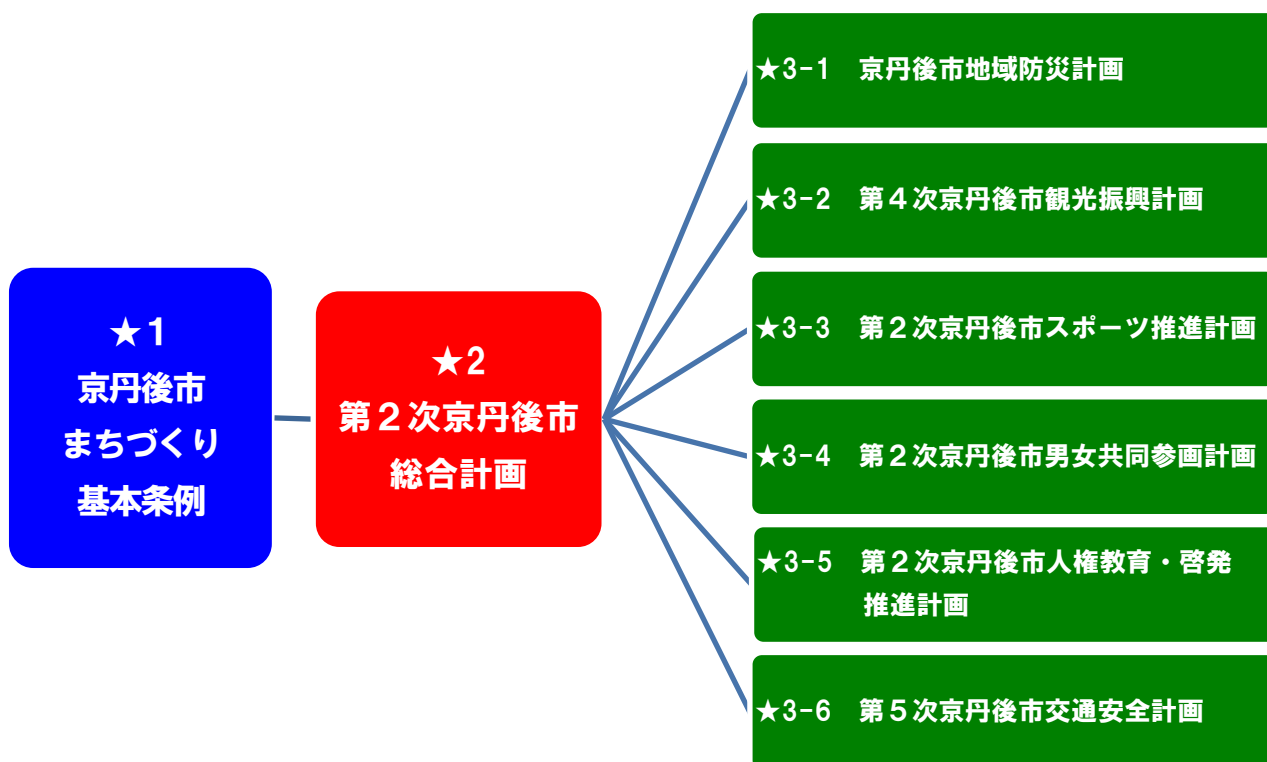 ★1
京丹後市
まちづくり
基本条例
★2
第２次京丹後市
総合計画
★3-1　京丹後市地域防災計画
★3-2　第４次京丹後市観光振興計画
★3-3　第２次京丹後市スポーツ推進計画
★3-4　第２次京丹後市男女共同参画計画
★3-5　第２次京丹後市人権教育・啓発
推進計画
★3-6　第５次京丹後市交通安全計画